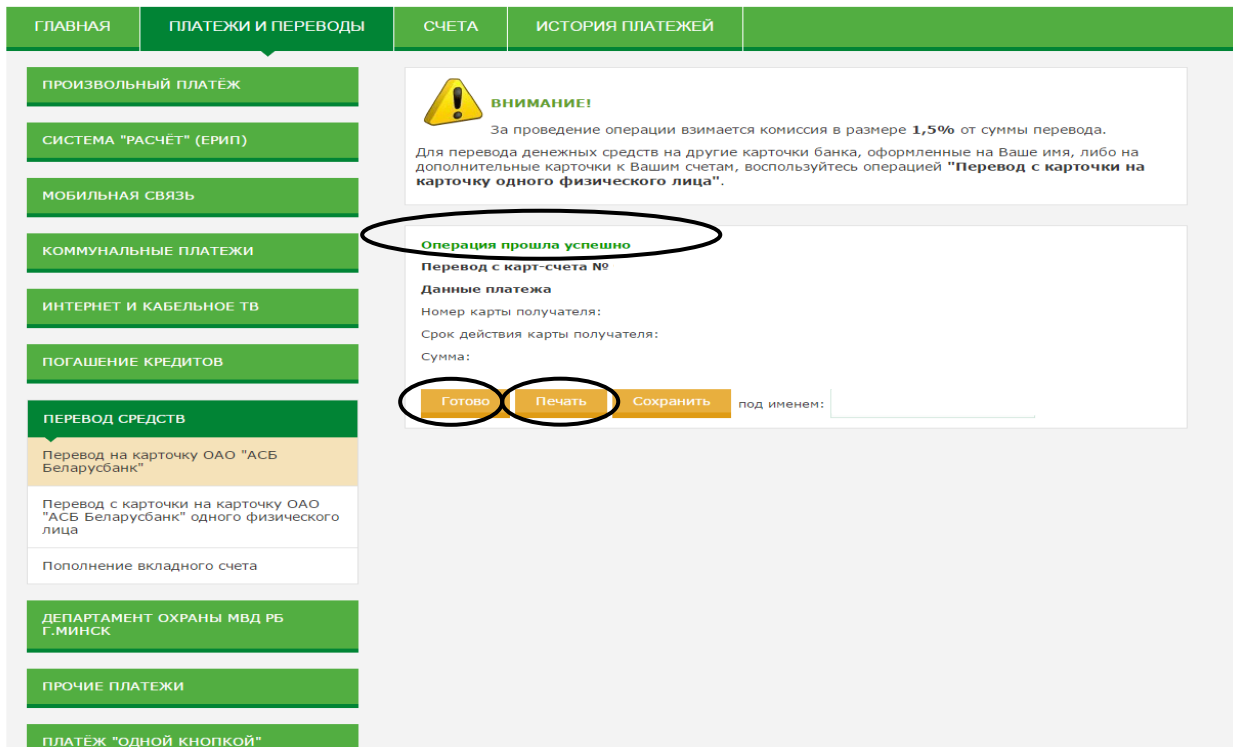 ГЛАВНАЯ ПЛАТЕЖИ И ПЕРЕВОДЫ СЧЕТА ИСТОРИЯ ПЛАТЕЖЕЙ
ПРОИЗВОЛЬНЫЙ ПЛАТЁЖ
СИСТЕМА "РАСЧЁТ" (ЕРИП)
МОБИЛЬНАЯ СВЯЗЬ
КОММУНАЛЬНЫЕ ПЛАТЕЖИ
ИНТЕРНЕТ И КАБЕЛЬНОЕ ТВ
ПОГАШЕНИЕ КРЕДИТОВ
ПЕРЕВОД СРЕДСТВ
Перевод на карточку ОАО "АСБ
Беларусбанк"
Перевод с карточки на карточку ОАО
"АСБ Беларусбанк" одного физического
лица
Пополнение вкладного счета
ДЕПАРТАМЕНТ ОХРАНЫ МВД РБ
Г.МИНСК
ПРОЧИЕ ПЛАТЕЖИ
ПЛАТЁЖ "ОДНОЙ КНОПКОЙ"
ВНИМАНИЕ!
За проведение операции взимается комиссия в размере 1,5% от суммы перевода.
Для перевода денежных средств на другие карточки банка, оформленные на Ваше имя, либо на
дополнительные карточки к Вашим счетам, воспользуйтесь операцией "Перевод с карточки на
карточку одного физического лица".
Операция прошла успешно
Перевод с карт-счета №
Данные платежа
Номер карты получателя:
Срок действия карты получателя:
Сумма:
Готово Печать Сохранить под именем: